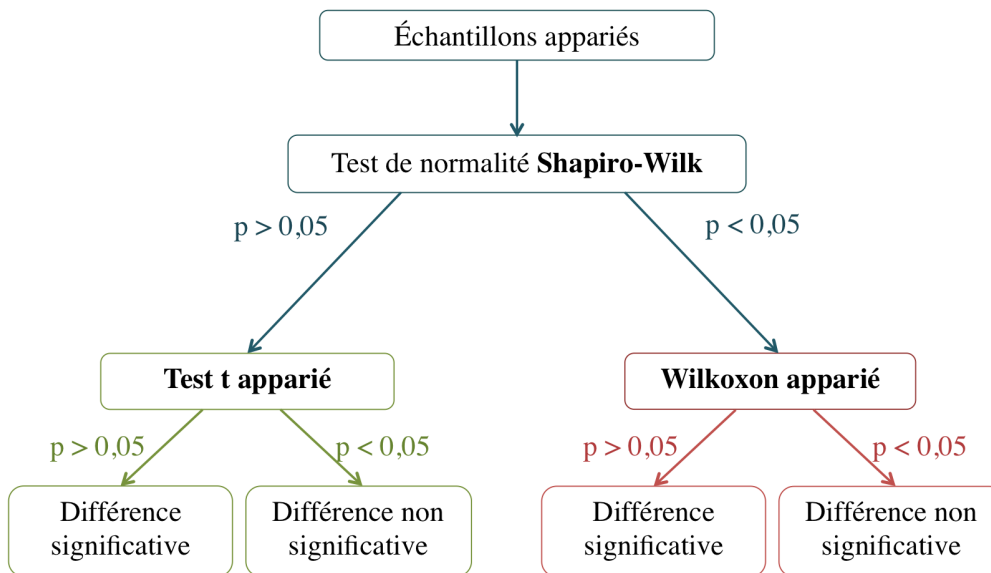 Échantillons appariés
Test de normalité Shapiro-Wilk
p > 0,05
p < 0,05
Test t apparié
Wilkoxon apparié
p > 0,05
p < 0,05
p > 0,05
p < 0,05
Différence
significative
Différence non
significative
Différence
significative
Différence non
significative